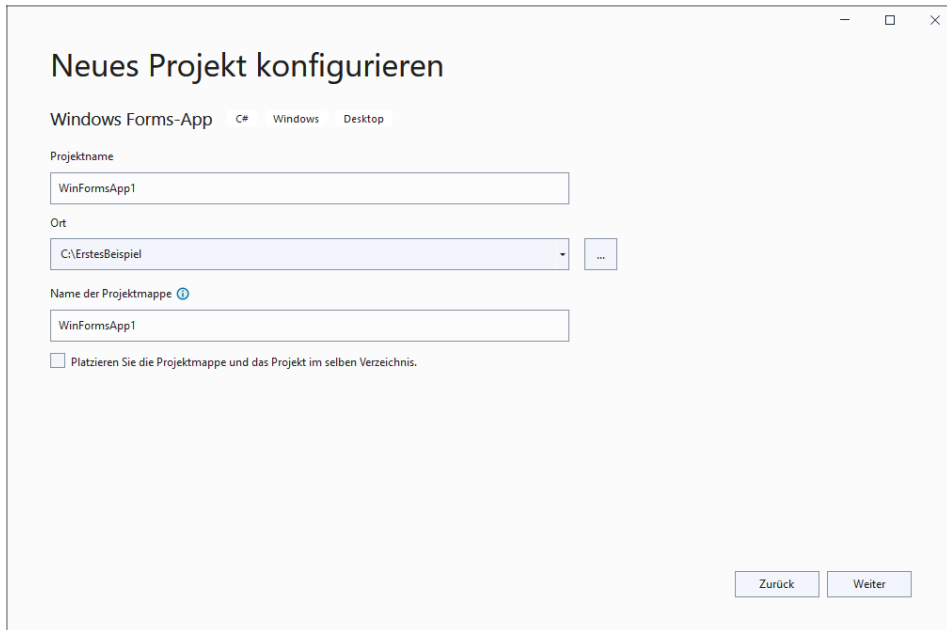 Neues Projekt konfigurieren
Windows Forms-App C# Windows Desktop
Projektname
WinFormsApp1
Ort
C:\ErstesBeispiel
...
Name der Projektmappe
WinFormsApp1
Platzieren Sie die Projektmappe und das Projekt im selben Verzeichnis.
Zurück Weiter